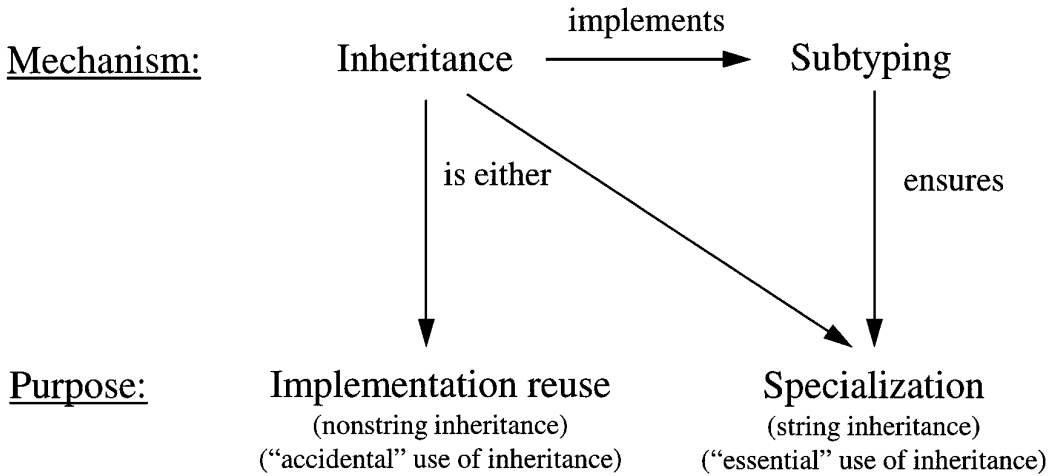 implements
Mechanism: Inheritance Subtyping
is either ensures
Purpose: Implementation reuse Specialization
(nonstring inheritance) (string inheritance)
(“accidental” use of inheritance) (“essential” use of inheritance)